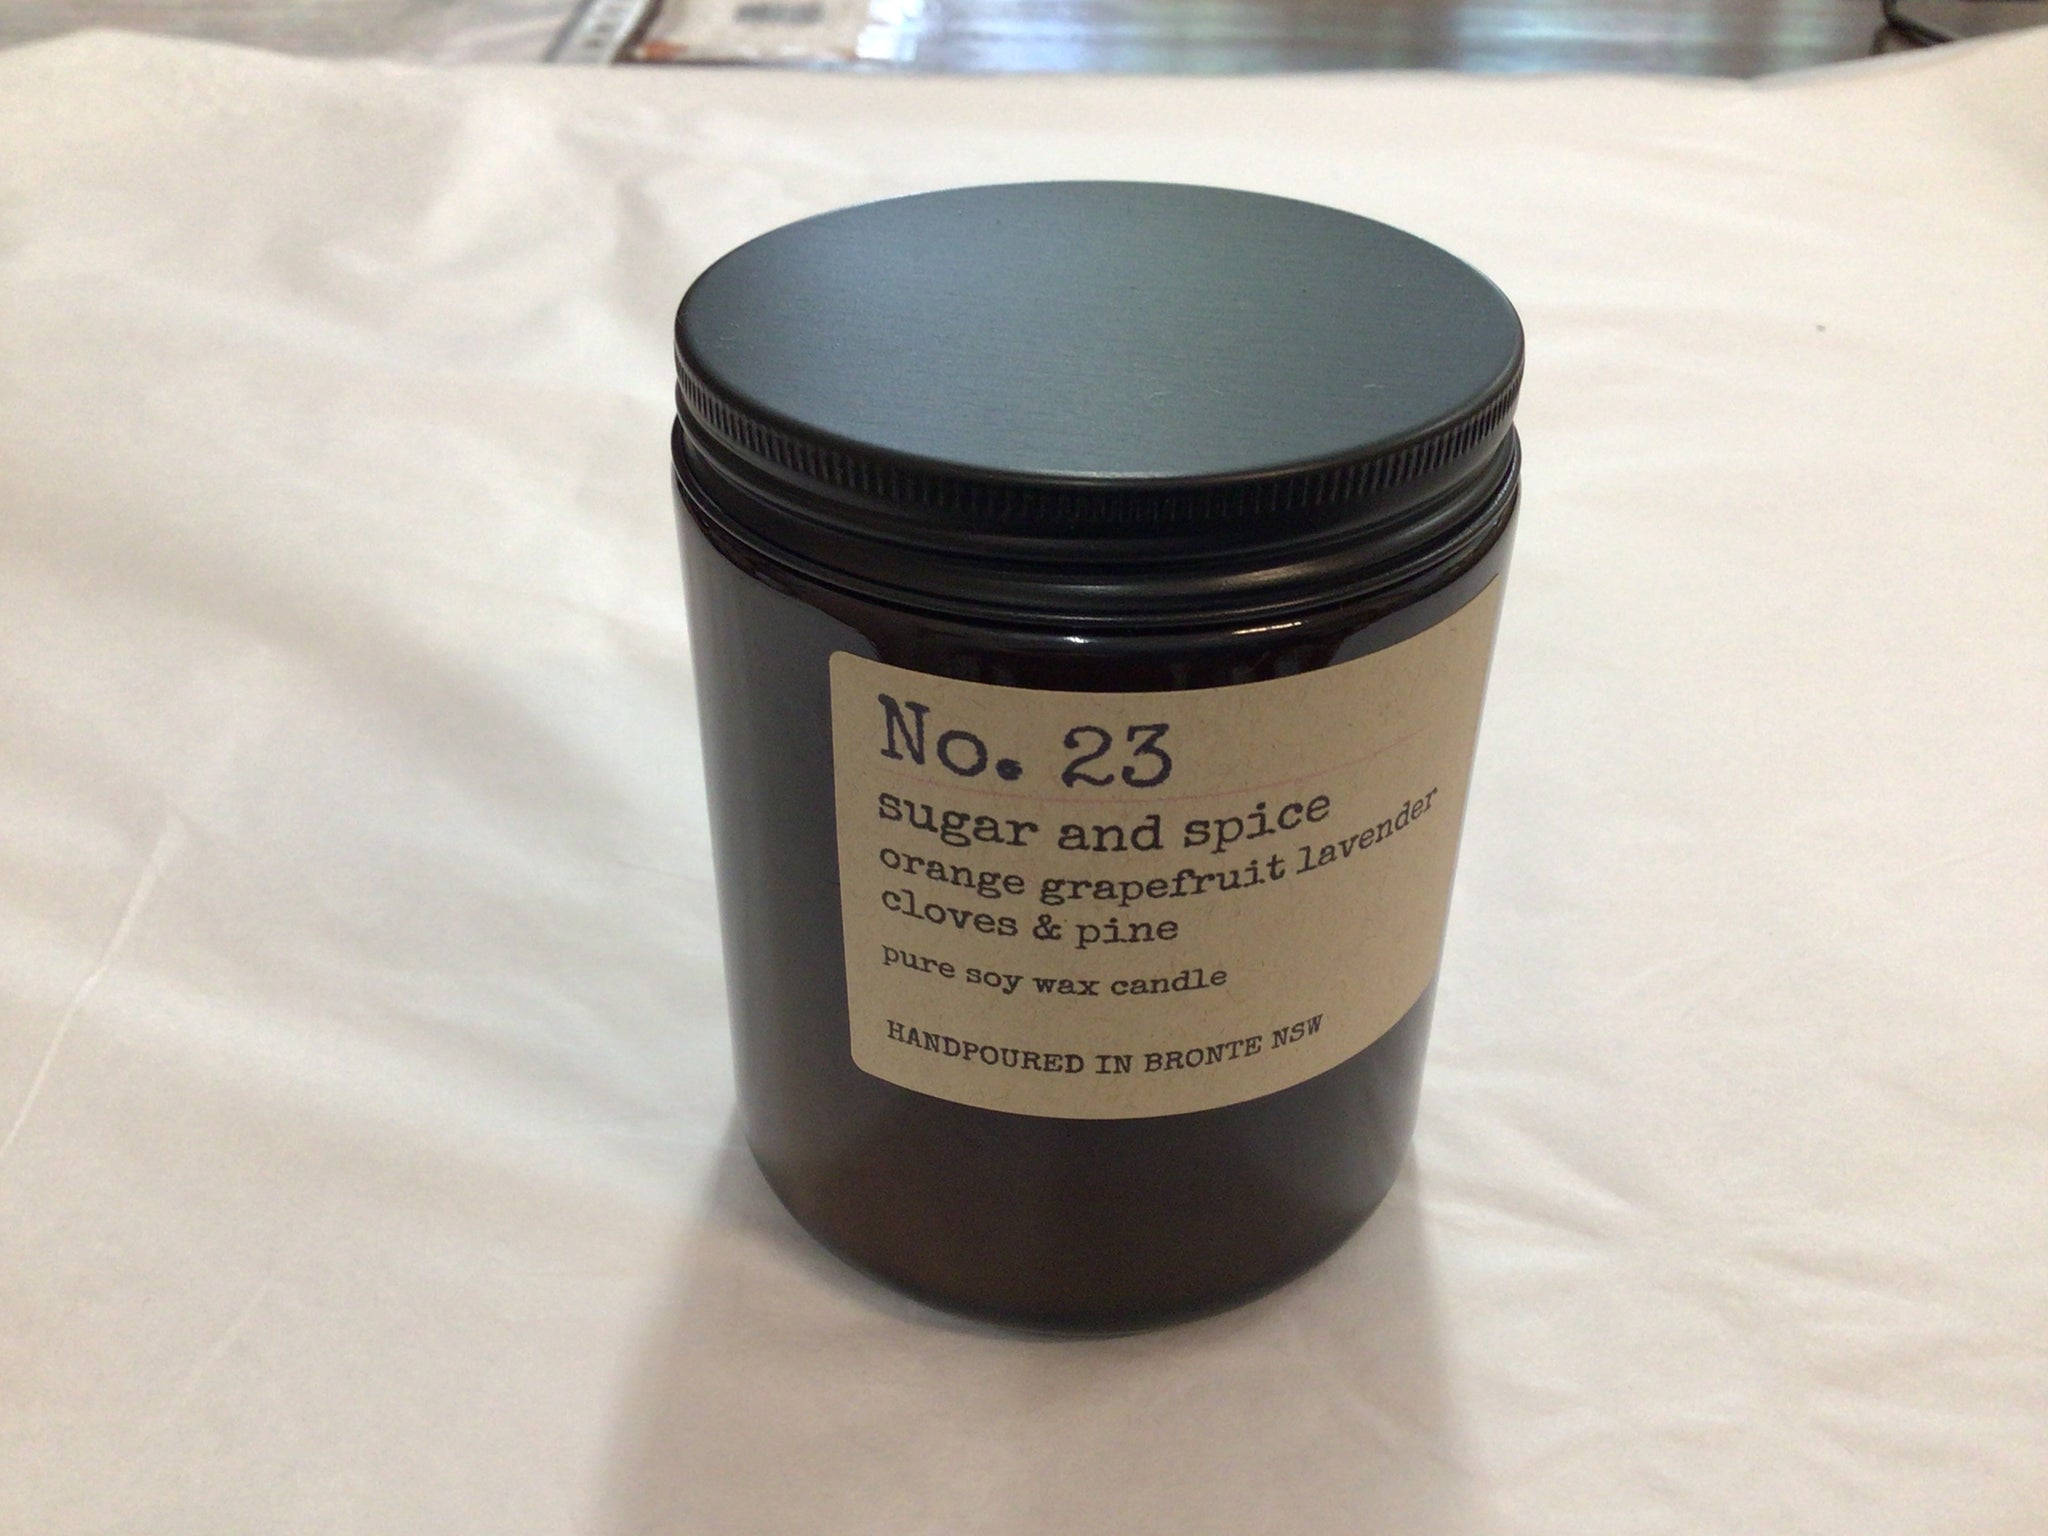 No. 23
sugar and spice
orange grapefruit lavender
cloves & pine
pure soy wax candle
HANDPOURED IN BRONTE NSW